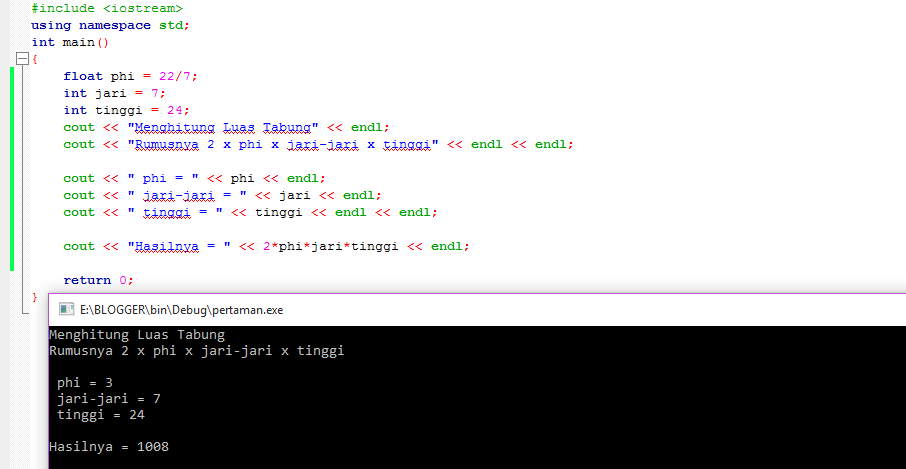 #include <iostream>
using namespace std;
int main()
{
float phi = 22/7;
int jari = 7;
int tinggi = 24;
cout << "Menghitung Luas Tabung" << endl;
cout << "Rumusnya 2 x phi x jari-jari x tinggi" << endl << endl;
cout << " phi = " << phi << endl;
cout << " jari-jari = " << jari << endl;
cout << " tinggi = " << tinggi << endl << endl;
cout << "Hasilnya = " << 2*phi*jari*tinggi << endl;
return 0;
}
E:\BLOGGER\bin\Debug\pertaman.exe
Menghitung Luas Tabung
Rumusnya 2 x phi x jari-jari x tinggi
phi = 3
jari-jari = 7
tinggi = 24
Hasilnya = 1008